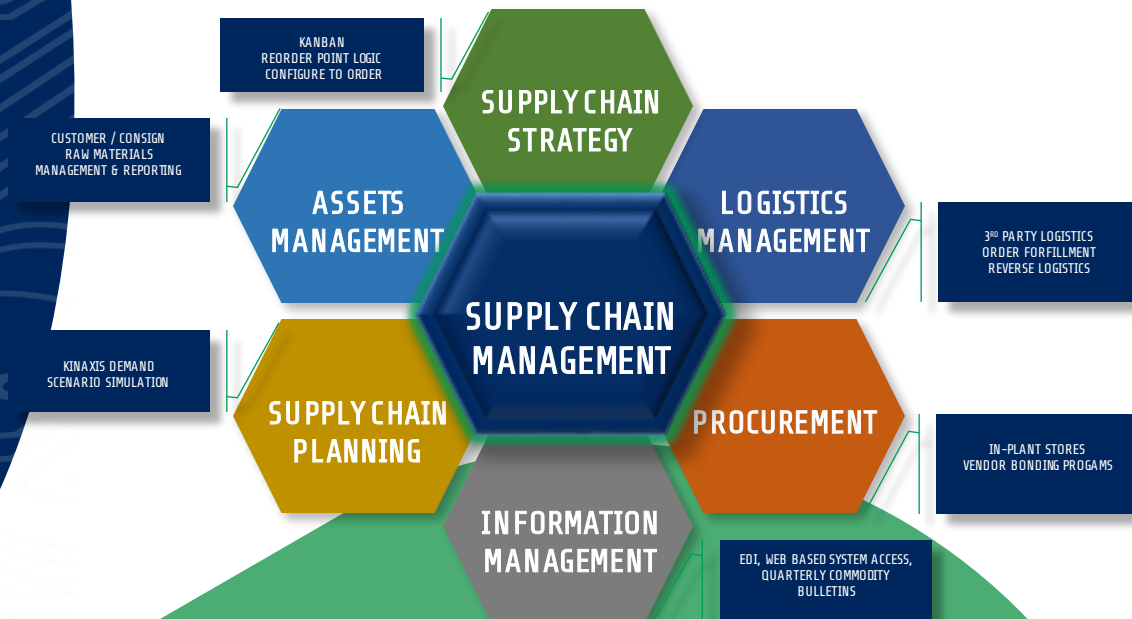 KANBAN
REORDER POINT LOGIC
CONFIGURE TO ORDER
SUPPLY CHAIN
STRATEGY
CUSTOMER / CONSIGN
RAW MATERIALS
MANAGEMENT & REPORTING
ASSETS
MANAGEMENT
LOGISTICS
MANAGEMENT
3RD PARTY LOGISTICS
ORDER FORFILLMENT
REVERSE LOGISTICS
SUPPLY CHAIN
MANAGEMENT
KINAXIS DEMAND
SCENARIO SIMULATION
SUPPLY CHAIN
PLANNING
PROCUREMENT
IN-PLANT STORES
VENDOR BONDING PROGAMS
INFORMATION
MANAGEMENT
EDI, WEB BASED SYSTEM ACCESS,
QUARTERLY COMMODITY
BULLETINS